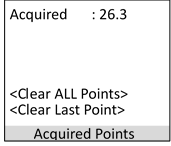 Acquired : 26.3
<Clear ALL Points>
<Clear Last Point>
Acquired Points